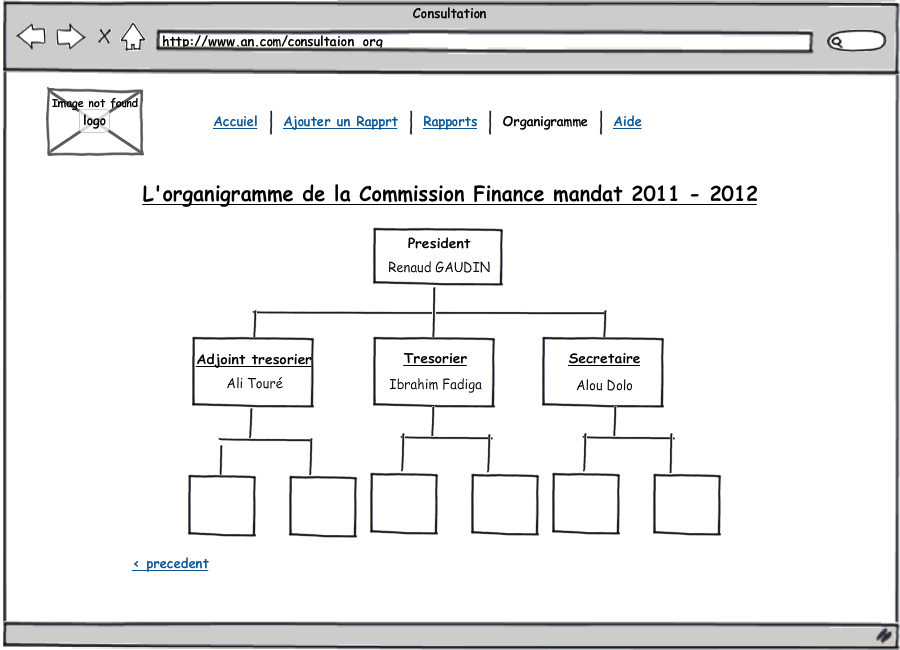 Consultation
http://www.an.com/consultaion_org
Image not found
logo
Accuiel
Ajouter un Rapprt
Rapports
Organigramme
Aide
L'organigramme de la Commission Finance mandat 2011 - 2012
President
Renaud GAUDIN
Adjoint tresorier
Ali Touré
Tresorier
Ibrahim Fadiga
Secretaire
Alou Dolo
< precedent